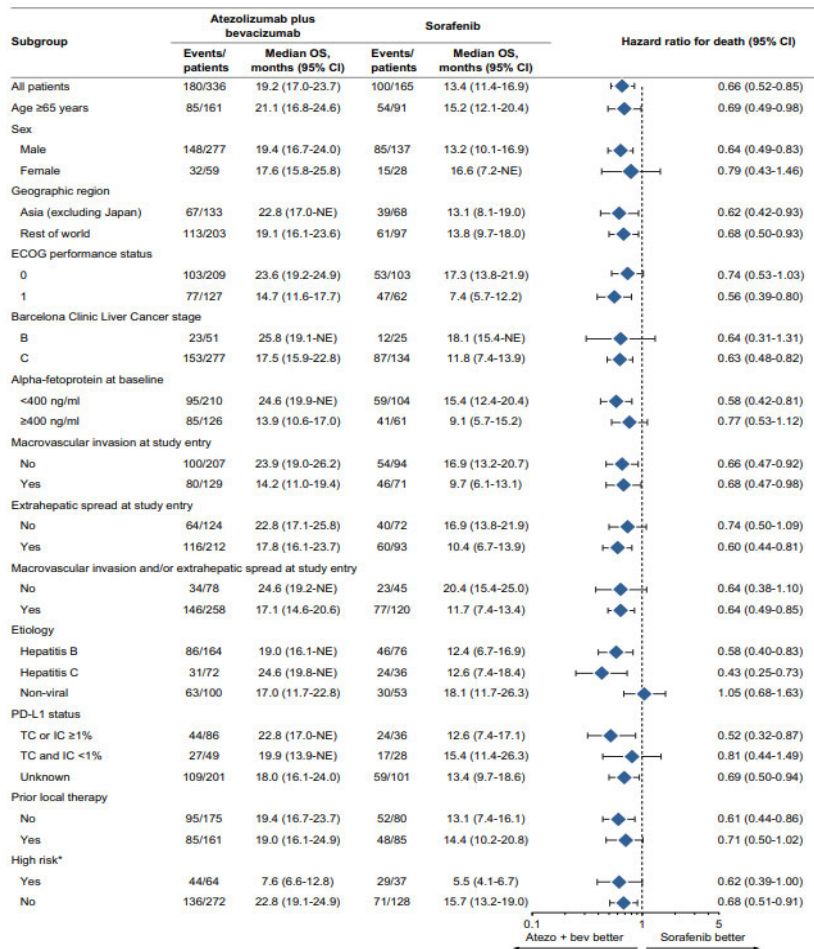 Atezolizumab plus bevacizumab Sorafenib
Subgroup Hazard ratio for death (95% CI)
Events/patients Median OS, months (95% CI) Events/patients Median OS, months (95% CI)
All patients 180/336 19.2 (17.0-23.7) 100/165 13.4 (11.4-16.9) 0.66 (0.52-0.85)
Age ≥65 years 85/161 21.1 (16.8-24.6) 54/91 15.2 (12.1-20.4) 0.69 (0.49-0.98)
Sex
Male 148/277 19.4 (16.7-24.0) 85/137 13.2 (10.1-16.9) 0.64 (0.49-0.83)
Female 32/59 17.6 (15.8-25.8) 15/28 16.6 (7.2-NE) 0.79 (0.43-1.46)
Geographic region
Asia (excluding Japan) 67/133 22.8 (17.0-NE) 39/68 13.1 (8.1-19.0) 0.62 (0.42-0.93)
Rest of world 113/203 19.1 (16.1-23.6) 61/97 13.8 (9.7-18.0) 0.68 (0.50-0.93)
ECOG performance status
0 103/209 23.6 (19.2-24.9) 53/103 17.3 (13.8-21.9) 0.74 (0.53-1.03)
1 77/127 14.7 (11.6-17.7) 47/62 7.4 (5.7-12.2) 0.56 (0.39-0.80)
Barcelona Clinic Liver Cancer stage
B 23/51 25.8 (19.1-NE) 12/25 18.1 (15.4-NE) 0.64 (0.31-1.31)
C 153/277 17.5 (15.9-22.8) 87/134 11.8 (7.4-13.9) 0.63 (0.48-0.82)
Alpha-fetoprotein at baseline
<400 ng/ml 95/210 24.6 (19.9-NE) 59/104 15.4 (12.4-20.4) 0.58 (0.42-0.81)
≥400 ng/ml 85/126 13.9 (10.6-17.0) 41/61 9.1 (5.7-15.2) 0.77 (0.53-1.12)
Macrovascular invasion at study entry
No 100/207 23.9 (19.0-26.2) 54/94 16.9 (13.2-20.7) 0.66 (0.47-0.92)
Yes 80/129 14.2 (11.0-19.4) 46/71 9.7 (6.1-13.1) 0.68 (0.47-0.98)
Extrahepatic spread at study entry
No 64/124 22.8 (17.1-25.8) 40/72 16.9 (13.8-21.9) 0.74 (0.50-1.09)
Yes 116/212 17.8 (16.1-23.7) 60/93 10.4 (6.7-13.9) 0.60 (0.44-0.81)
Macrovascular invasion and/or extrahepatic spread at study entry
No 34/78 24.6 (19.2-NE) 23/45 20.4 (15.4-25.0) 0.64 (0.38-1.10)
Yes 146/258 17.1 (14.6-20.6) 77/120 11.7 (7.4-13.4) 0.64 (0.49-0.85)
Etiology
Hepatitis B 86/164 19.0 (16.1-NE) 46/76 12.4 (6.7-16.9) 0.58 (0.40-0.83)
Hepatitis C 31/72 24.6 (19.8-NE) 24/36 12.6 (7.4-18.4) 0.43 (0.25-0.73)
Non-viral 63/100 17.0 (11.7-22.8) 30/53 18.1 (11.7-26.3) 1.05 (0.68-1.63)
PD-L1 status
TC or IC ≥1% 44/86 22.8 (17.0-NE) 24/36 12.6 (7.4-17.1) 0.52 (0.32-0.87)
TC and IC <1% 27/49 19.9 (13.9-NE) 17/28 15.4 (11.4-26.3) 0.81 (0.44-1.49)
Unknown 109/201 18.0 (16.1-24.0) 59/101 13.4 (9.7-18.6) 0.69 (0.50-0.94)
Prior local therapy
No 95/175 19.4 (16.7-23.7) 52/80 13.1 (7.4-16.1) 0.61 (0.44-0.86)
Yes 85/161 19.0 (16.1-24.9) 48/85 14.4 (10.2-20.8) 0.71 (0.50-1.02)
High risk*
Yes 44/64 7.6 (6.6-12.8) 29/37 5.5 (4.1-6.7) 0.62 (0.39-1.00)
No 136/272 22.8 (19.1-24.9) 71/128 15.7 (13.2-19.0) 0.68 (0.51-0.91)
0.1 1 5
Atezo + bev better Sorafenib better